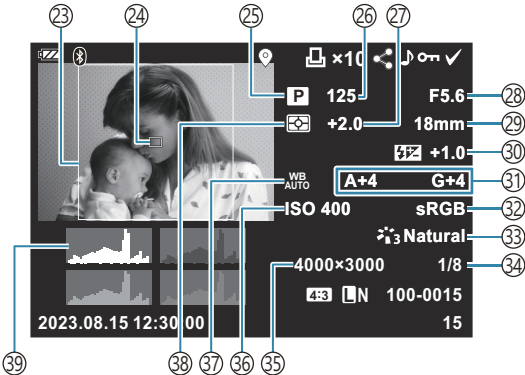 23 24 25 26 27
×10
P 125 F5.6 28
+2.0 18mm 29
+1.0 30
WB AUTO A+4 G+4 31
ISO 400 sRGB 32
3 Natural 33
4000×3000 1/8 34
4:3 L N 100-0015
2023.08.15 12:30:00 15
39 38 37 36 35